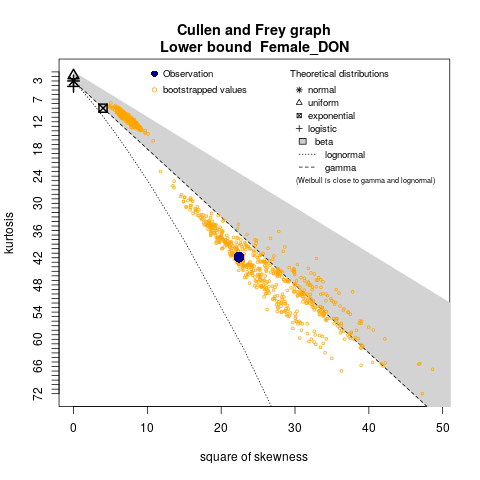 Cullen and Frey graph
Lower bound  Female_DON
Observation
bootstrapped values
Theoretical distributions
normal
uniform
exponential
logistic
beta
lognormal
gamma
(Weibull is close to gamma and lognormal)
kurtosis
3
7
12
18
24
30
36
42
48
54
60
66
72
0 10 20 30 40 50
square of skewness